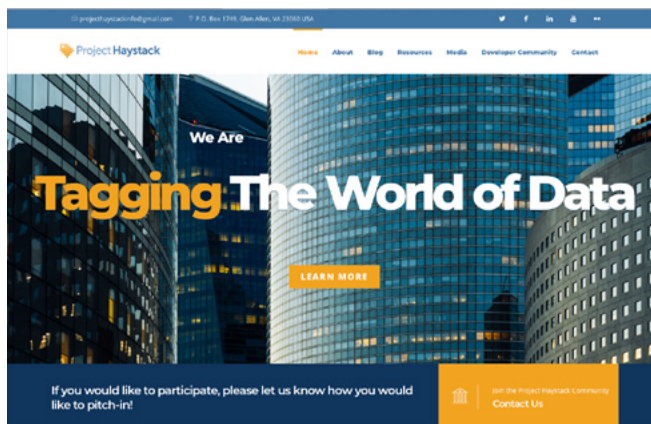 projecthaystackinfo@gmail.com P.O. Box 1749, Glen Allen, VA 23060 USA
Project Haystack
Home About Blog Resources Media Developer Community Contact
We Are
Tagging The World of Data
LEARN MORE
If you would like to participate, please let us know how you would
like to pitch-in!
Join the Project Haystack Community
Contact Us